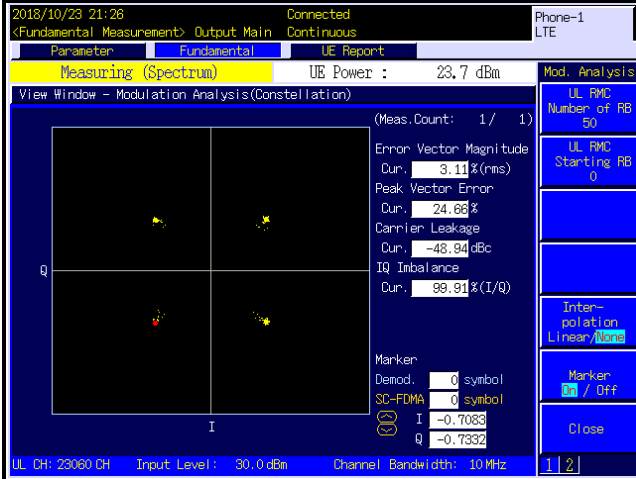 2018/10/23 21:26 Connected Phone-1
<Fundamental Measurement> Output Main Continuous LTE
Parameter Fundamental UE Report
Measuring (Spectrum) UE Power : 23.7 dBm Mod. Analysis
View Window - Modulation Analysis(Constellation)
UL RMC
Number of RB
50
(Meas.Count: 1/ 1)
Error Vector Magnitude
Cur. 3.11 %(rms)
UL RMC
Starting RB
0
Peak Vector Error
Cur. 24.66 %
Carrier Leakage
Cur. -48.94 dBc
IQ Imbalance
Cur. 99.91 %(I/Q)
Q
Inter-
polation
Linear/None
Marker
Demod. 0 symbol
SC-FDMA 0 symbol
I -0.7083
Q -0.7332
Marker
On / Off
I
Close
UL CH: 23060 CH Input Level: 30.0 dBm Channel Bandwidth: 10 MHz
1 2